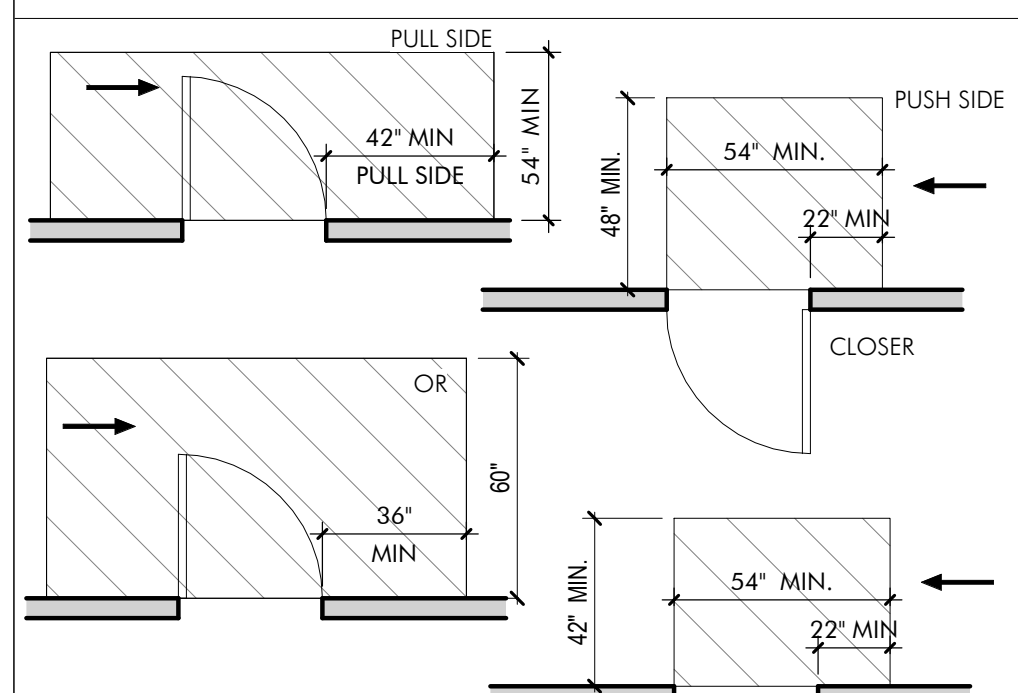 PULL SIDE
42" MIN
PULL SIDE
54" MIN
PUSH SIDE
54" MIN.
48" MIN.
22" MIN
CLOSER
OR
60"
36"
MIN
54" MIN.
42" MIN.
22" MIN